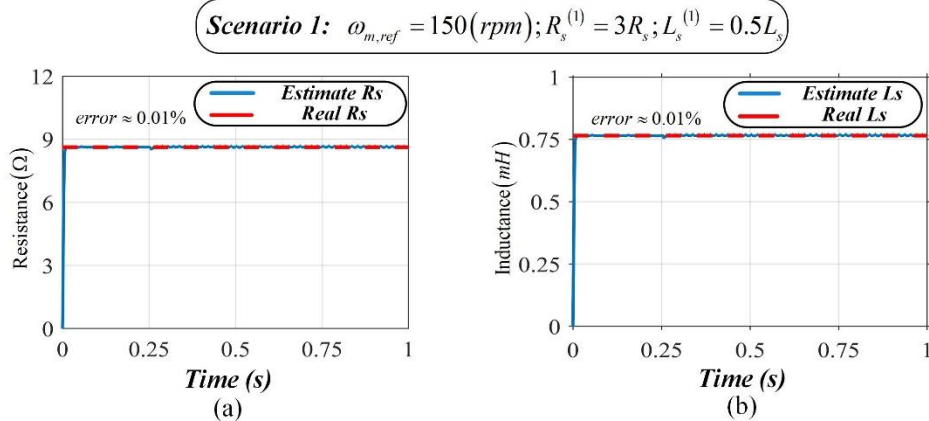 Scenario 1: ω_{m,ref} = 150(rpm); R_s^{(1)} = 3R_s; L_s^{(1)} = 0.5L_s
12
9
6
3
0
Resistance(Ω)
Estimate Rs
Real Rs
error ≈ 0.01%
0 0.25 0.5 0.75 1
Time (s)
(a)
1
0.75
0.5
0.25
0
Inductance(mH)
Estimate Ls
Real Ls
error ≈ 0.01%
0 0.25 0.5 0.75 1
Time (s)
(b)